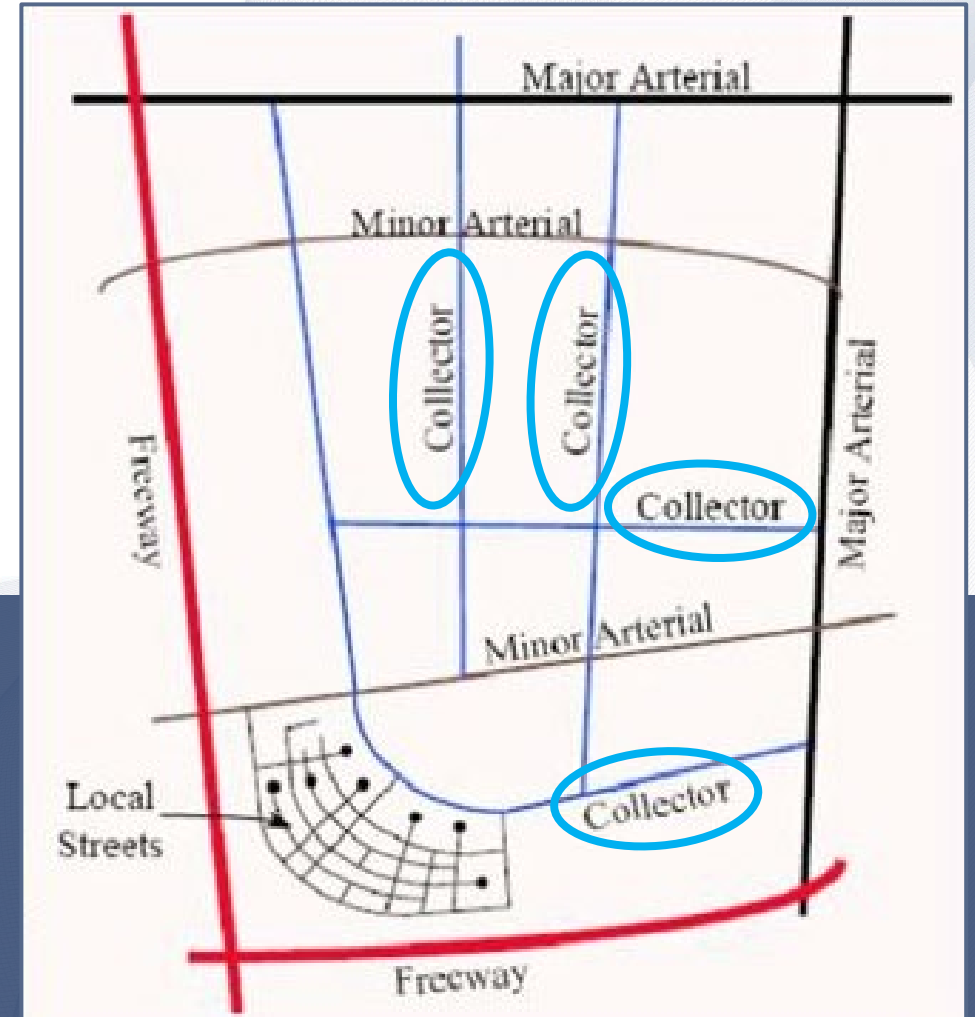 Major Arterial
Minor Arterial
Collector
Collector
Collector
Major Arterial
Freeway
Minor Arterial
Local
Streets
Collector
Freeway